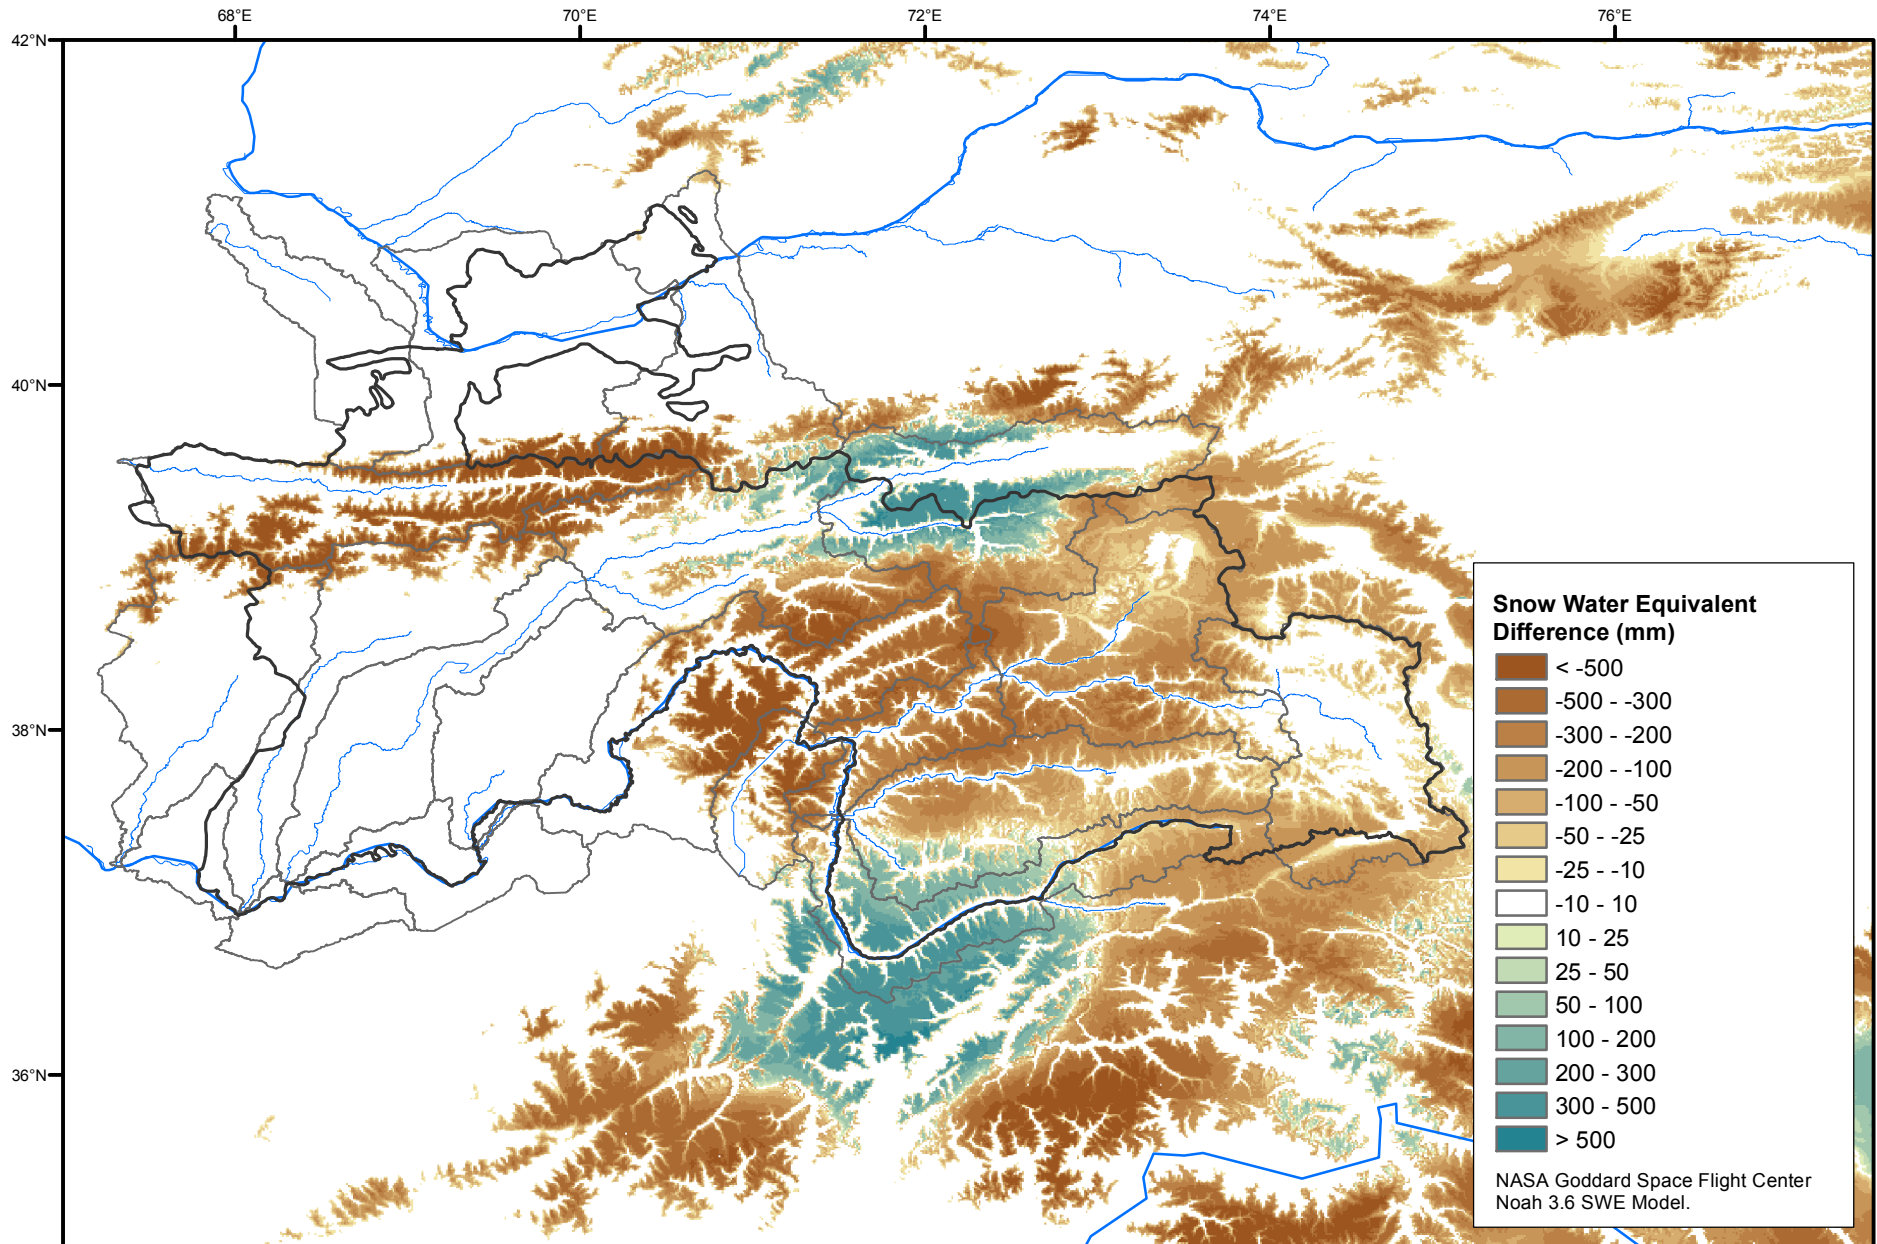 68°E
70°E
72°E
74°E
76°E
42°N
40°N
38°N
36°N
Snow Water Equivalent
Difference (mm)
< -500
-500 - -300
-300 - -200
-200 - -100
-100 - -50
-50 - -25
-25 - -10
-10 - 10
10 - 25
25 - 50
50 - 100
100 - 200
200 - 300
300 - 500
> 500
NASA Goddard Space Flight Center
Noah 3.6 SWE Model.